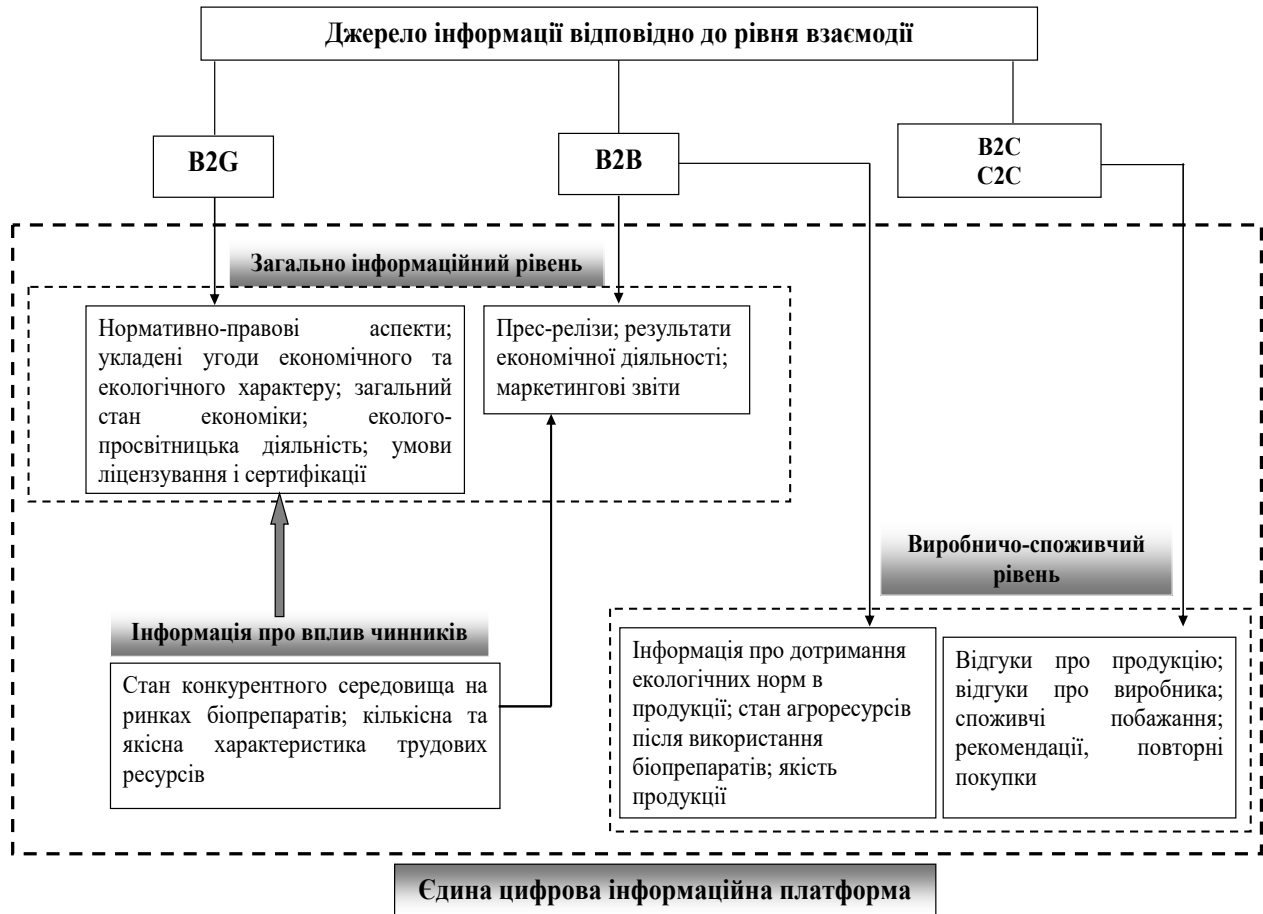 Джерело інформації відповідно до рівня взаємодії
B2G
B2B
B2C
C2C
Загально інформаційний рівень
Нормативно-правові аспекти;
укладені угоди економічного та
екологічного характеру; загальний
стан економіки; еколого-
просвітницька діяльність; умови
ліцензування і сертифікації
Прес-релізи; результати
економічної діяльності;
маркетингові звіти
Виробничо-споживчий
рівень
Інформація про вплив чинників
Стан конкурентного середовища на
ринках біопрепаратів; кількісна та
якісна характеристика трудових
ресурсів
Інформація про дотримання
екологічних норм в
продукції; стан агроресурсів
після використання
біопрепаратів; якість
продукції
Відгуки про продукцію;
відгуки про виробника;
споживчі побажання;
рекомендації, повторні
покупки
Єдина цифрова інформаційна платформа